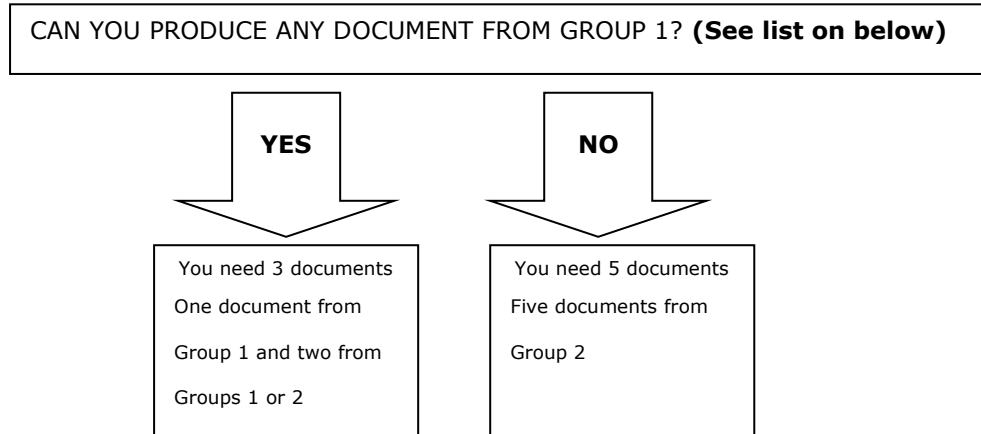 CAN YOU PRODUCE ANY DOCUMENT FROM GROUP 1? (See list on below)
YES
NO
You need 3 documents
One document from
Group 1 and two from
Groups 1 or 2
You need 5 documents
Five documents from
Group 2